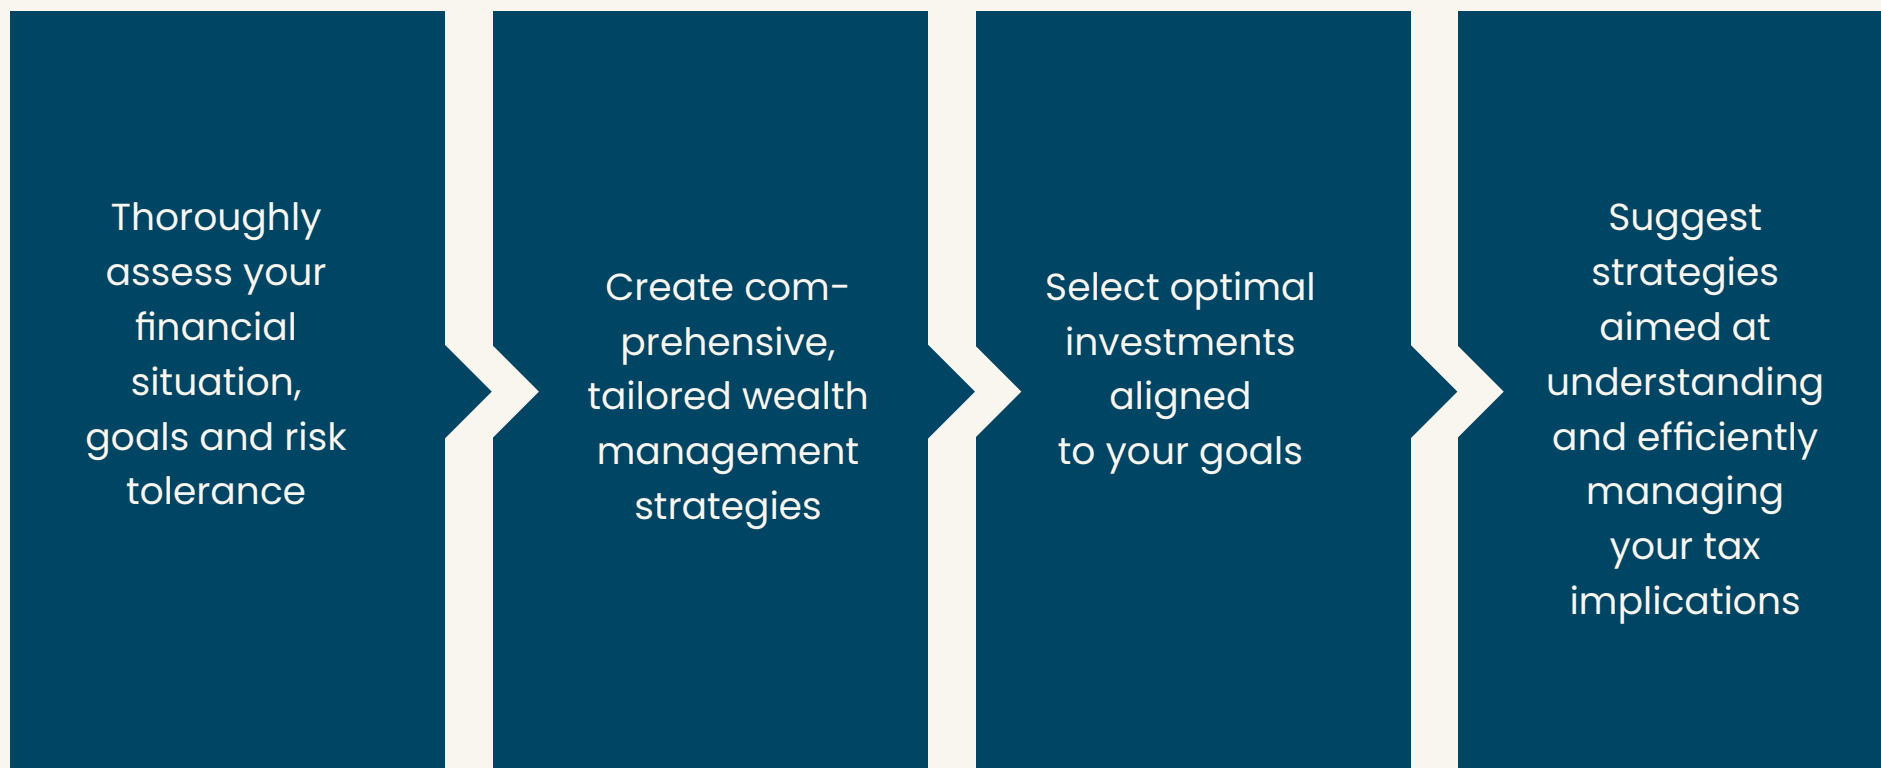 Thoroughly
assess your
financial
situation,
goals and risk
tolerance
Create com-
prehensive,
tailored wealth
management
strategies
Select optimal
investments
aligned
to your goals
Suggest
strategies
aimed at
understanding
and efficiently
managing
your tax
implications